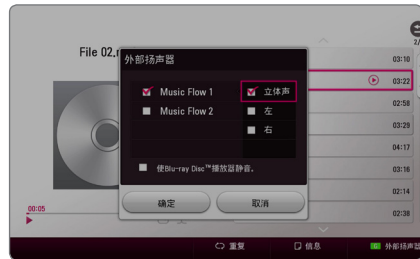 2/
File 02.
外部扬声器
03:10
Music Flow 1 立体声
03:22
Music Flow 2 左
02:58
右
03:29
04:17
使Blu-ray Disc™播放器静音.
03:16
确定 取消
02:14
00:05
02:38
重复 信息 外部扬声器